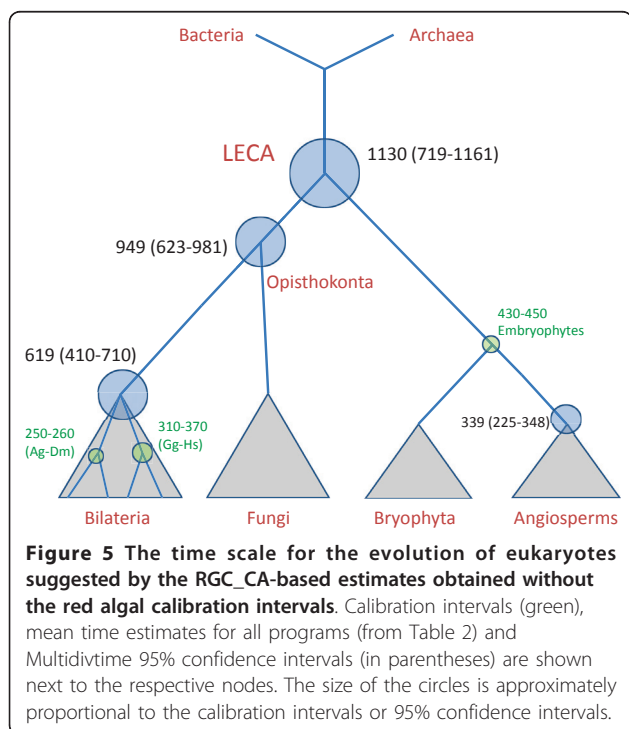 Bacteria
Archaea
LECA
1130 (719-1161)
949 (623-981)
Opisthokonta
430-450
Embryophytes
619 (410-710)
310-370
(Gg-Hs)
250-260
(Ag-Dm)
339 (225-348)
Bilateria
Fungi
Bryophyta
Angiosperms
Figure 5 The time scale for the evolution of eukaryotes
suggested by the RGC_CA-based estimates obtained without
the red algal calibration intervals. Calibration intervals (green),
mean time estimates for all programs (from Table 2) and
Multidivtime 95% confidence intervals (in parentheses) are shown
next to the respective nodes. The size of the circles is approximately
proportional to the calibration intervals or 95% confidence intervals.